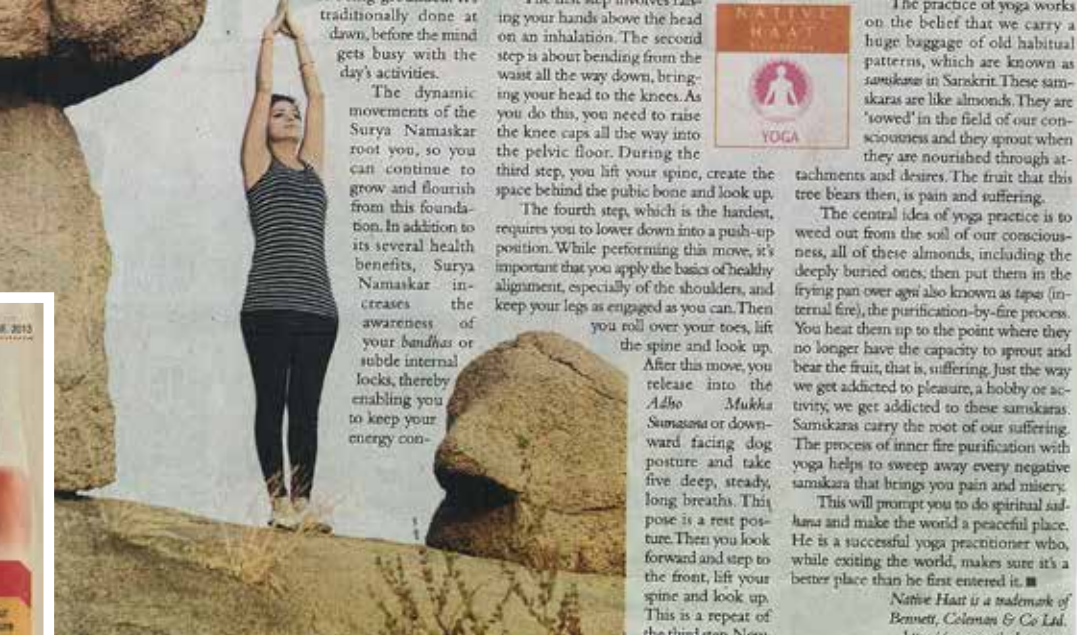 traditionally done at
dawn, before the mind
gets busy with the
day's activities.
The dynamic
movements of the
Surya Namaskar
root you, so you
can continue to
grow and flourish
from this founda-
tion. In addition to
its several health
benefits, Surya
Namaskar in-
creases the
awareness of
your bandhas or
subtle internal
locks, thereby
enabling you
to keep your
energy con-
ing your hands above the head
on an inhalation. The second
step is about bending from the
waist all the way down, bring-
ing your head to the knees. As
you do this, you need to raise
the knee caps all the way into
the pelvic floor. During the
third step, you lift your spine, create the
space behind the pubic bone and look up.
The fourth step, which is the hardest,
requires you to lower down into a push-up
position. While performing this move, it's
important that you apply the basics of healthy
alignment, especially of the shoulders, and
keep your legs as engaged as you can. Then
you roll over your toes, lift
the spine and look up.
After this move, you
release into the
Adho Mukha
Svanasana or down-
ward facing dog
posture and take
five deep, steady,
long breaths. This
pose is a rest pos-
ture. Then you look
forward and step to
the front, lift your
spine and look up.
This is a repeat of
the third step. Now
NATIVE
HAAT
YOGA
The practice of yoga works
on the belief that we carry a
huge baggage of old habitual
patterns, which are known as
samskaras in Sanskrit. These sam-
skaras are like almonds. They are
'sowed' in the field of our con-
sciousness and they sprout when
they are nourished through at-
tachments and desires. The fruit that this
tree bears then, is pain and suffering.
The central idea of yoga practice is to
weed out from the soil of our conscious-
ness, all of these almonds, including the
deeply buried ones; then put them in the
frying pan over agni also known as tapas (in-
ternal fire), the purification-by-fire process.
You heat them up to the point where they
no longer have the capacity to sprout and
bear the fruit, that is, suffering. Just the way
we get addicted to pleasure, a hobby or ac-
tivity, we get addicted to these samskaras.
Samskaras carry the root of our suffering.
The process of inner fire purification with
yoga helps to sweep away every negative
samskara that brings you pain and misery.
This will prompt you to do spiritual sad-
hana and make the world a peaceful place.
He is a successful yoga practitioner who,
while exiting the world, makes sure it's a
better place than he first entered it. ■
Native Haat is a trademark of
Bennett, Coleman & Co Ltd.
2013